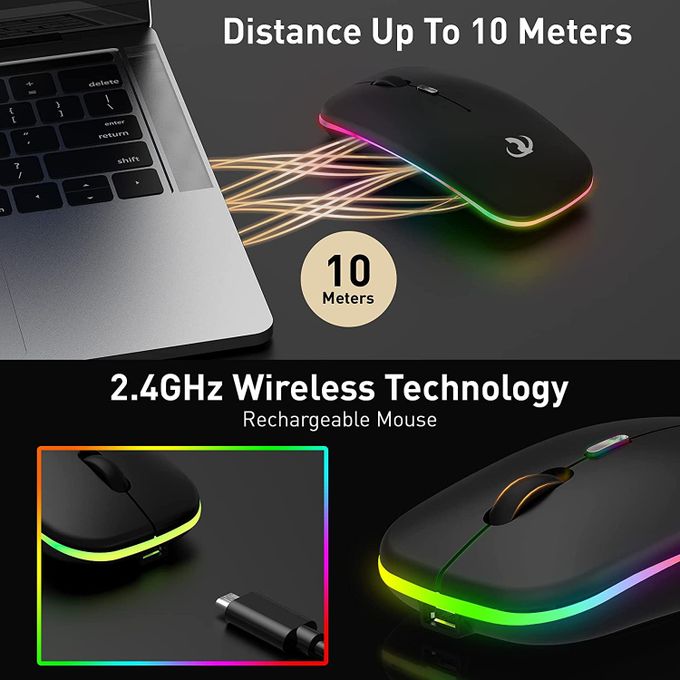 Distance Up To 10 Meters
delete
enter
return
shift
10
Meters
2.4GHz Wireless Technology
Rechargeable Mouse